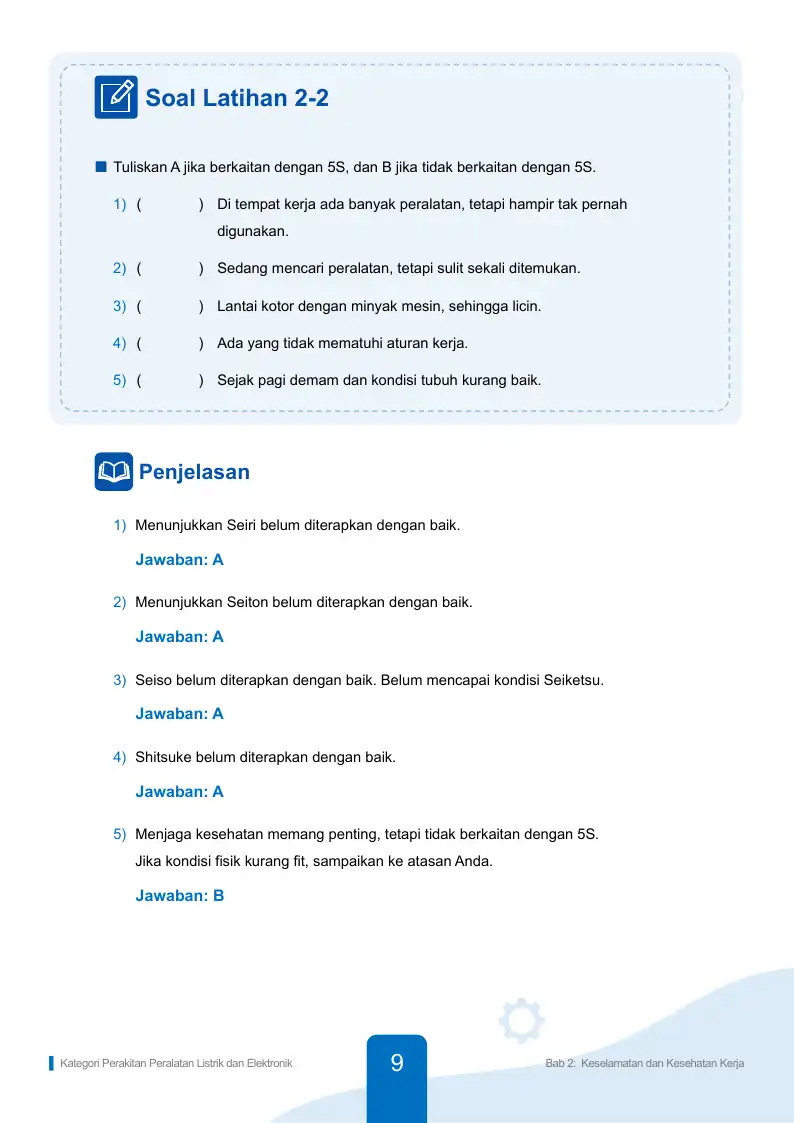 Soal Latihan 2-2
Tuliskan A jika berkaitan dengan 5S, dan B jika tidak berkaitan dengan 5S.
1) ( ) Di tempat kerja ada banyak peralatan, tetapi hampir tak pernah
digunakan.
2) ( ) Sedang mencari peralatan, tetapi sulit sekali ditemukan.
3) ( ) Lantai kotor dengan minyak mesin, sehingga licin.
4) ( ) Ada yang tidak mematuhi aturan kerja.
5) ( ) Sejak pagi demam dan kondisi tubuh kurang baik.
Penjelasan
1) Menunjukkan Seiri belum diterapkan dengan baik.
Jawaban: A
2) Menunjukkan Seiton belum diterapkan dengan baik.
Jawaban: A
3) Seiso belum diterapkan dengan baik. Belum mencapai kondisi Seiketsu.
Jawaban: A
4) Shitsuke belum diterapkan dengan baik.
Jawaban: A
5) Menjaga kesehatan memang penting, tetapi tidak berkaitan dengan 5S.
Jika kondisi fisik kurang fit, sampaikan ke atasan Anda.
Jawaban: B
Kategori Perakitan Peralatan Listrik dan Elektronik
9
Bab 2: Keselamatan dan Kesehatan Kerja